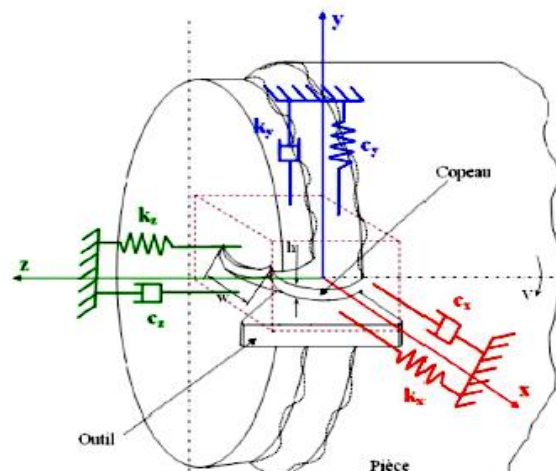 y
k_y
c_y
Copeau
k_z
h
z
w
V
c_z
c_x
k_x
x
Outil
Pièce